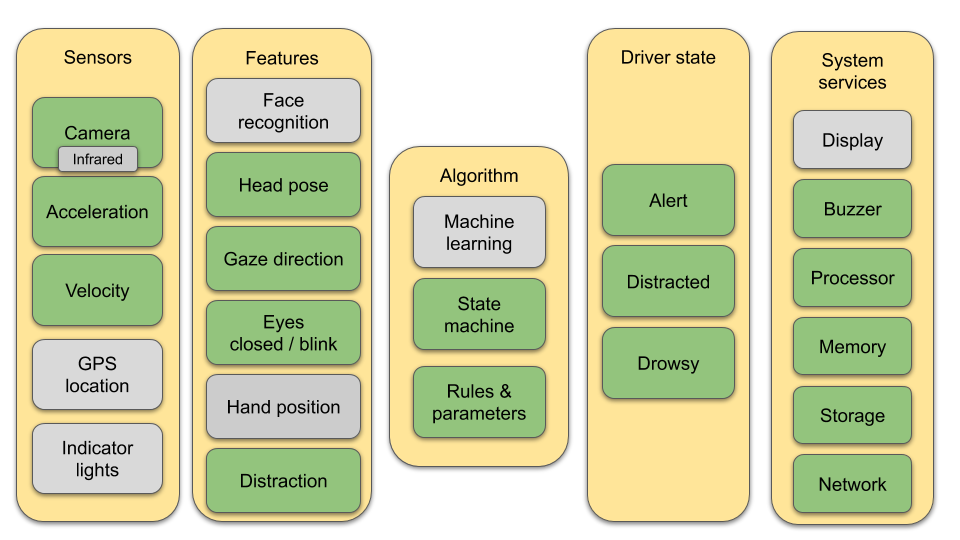 Sensors
Camera
Infrared
Acceleration
Velocity
GPS
location
Indicator
lights
Features
Face
recognition
Head pose
Gaze direction
Eyes
closed / blink
Hand position
Distraction
Algorithm
Machine
learning
State
machine
Rules &
parameters
Driver state
Alert
Distracted
Drowsy
System
services
Display
Buzzer
Processor
Memory
Storage
Network